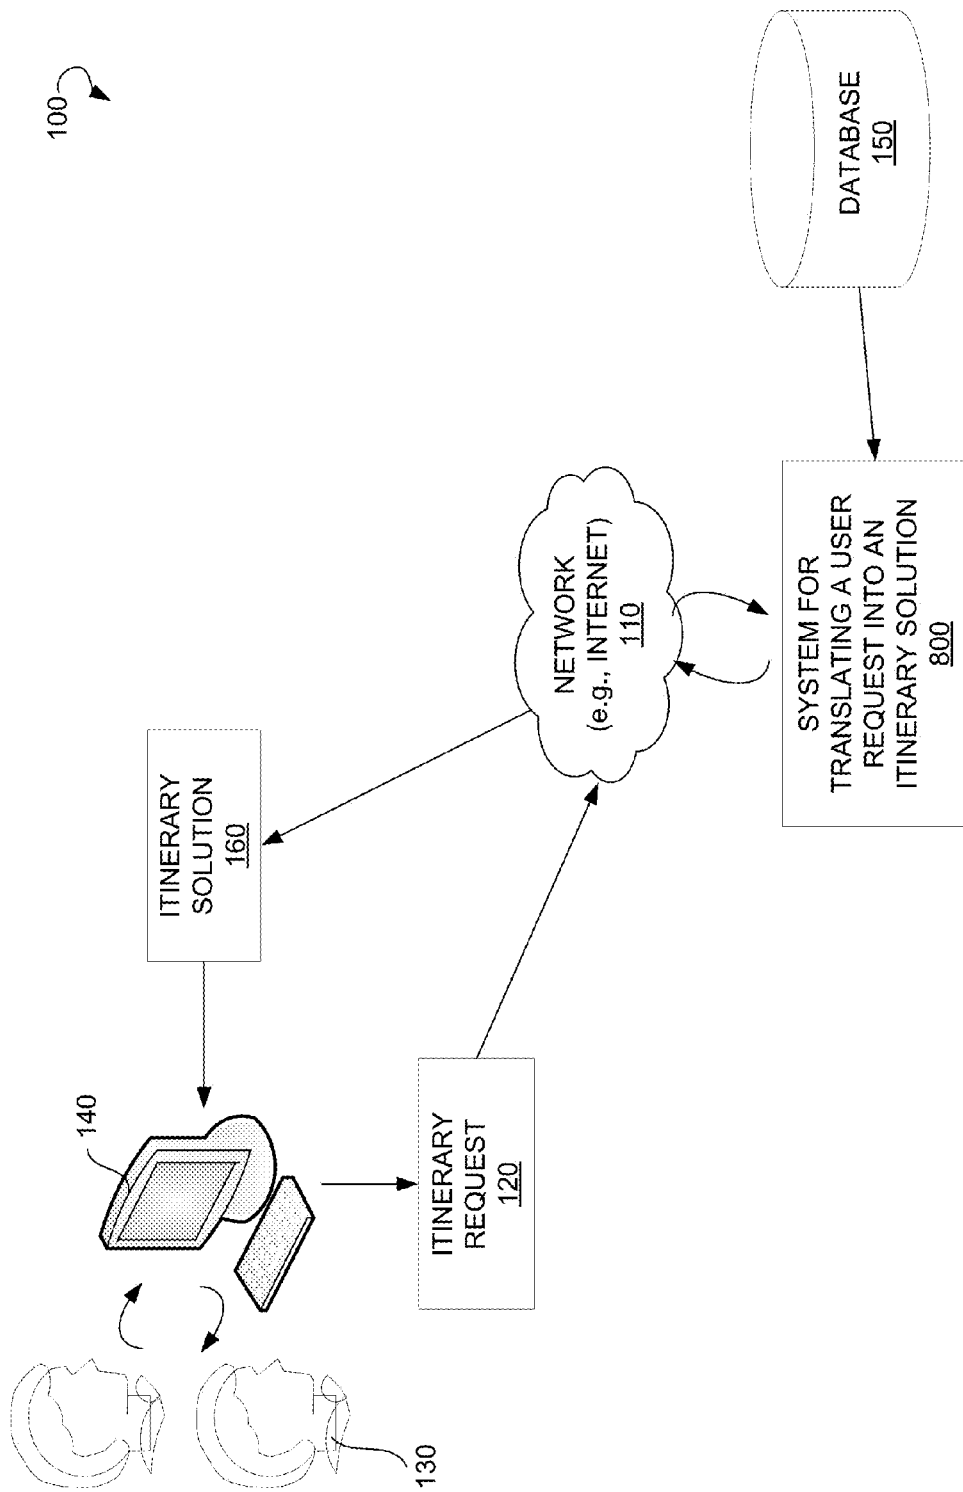 100
140
130
ITINERARY
SOLUTION
160
ITINERARY
REQUEST
120
NETWORK
(e.g., INTERNET)
110
SYSTEM FOR
TRANSLATING A USER
REQUEST INTO AN
ITINERARY SOLUTION
800
DATABASE
150